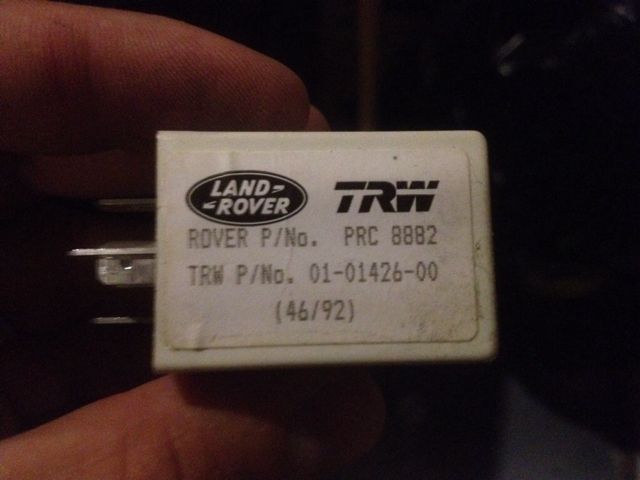 LAND-
-ROVER
TRW
ROVER P/No. PRC 8882
TRW P/No. 01-01426-00
(46/92)